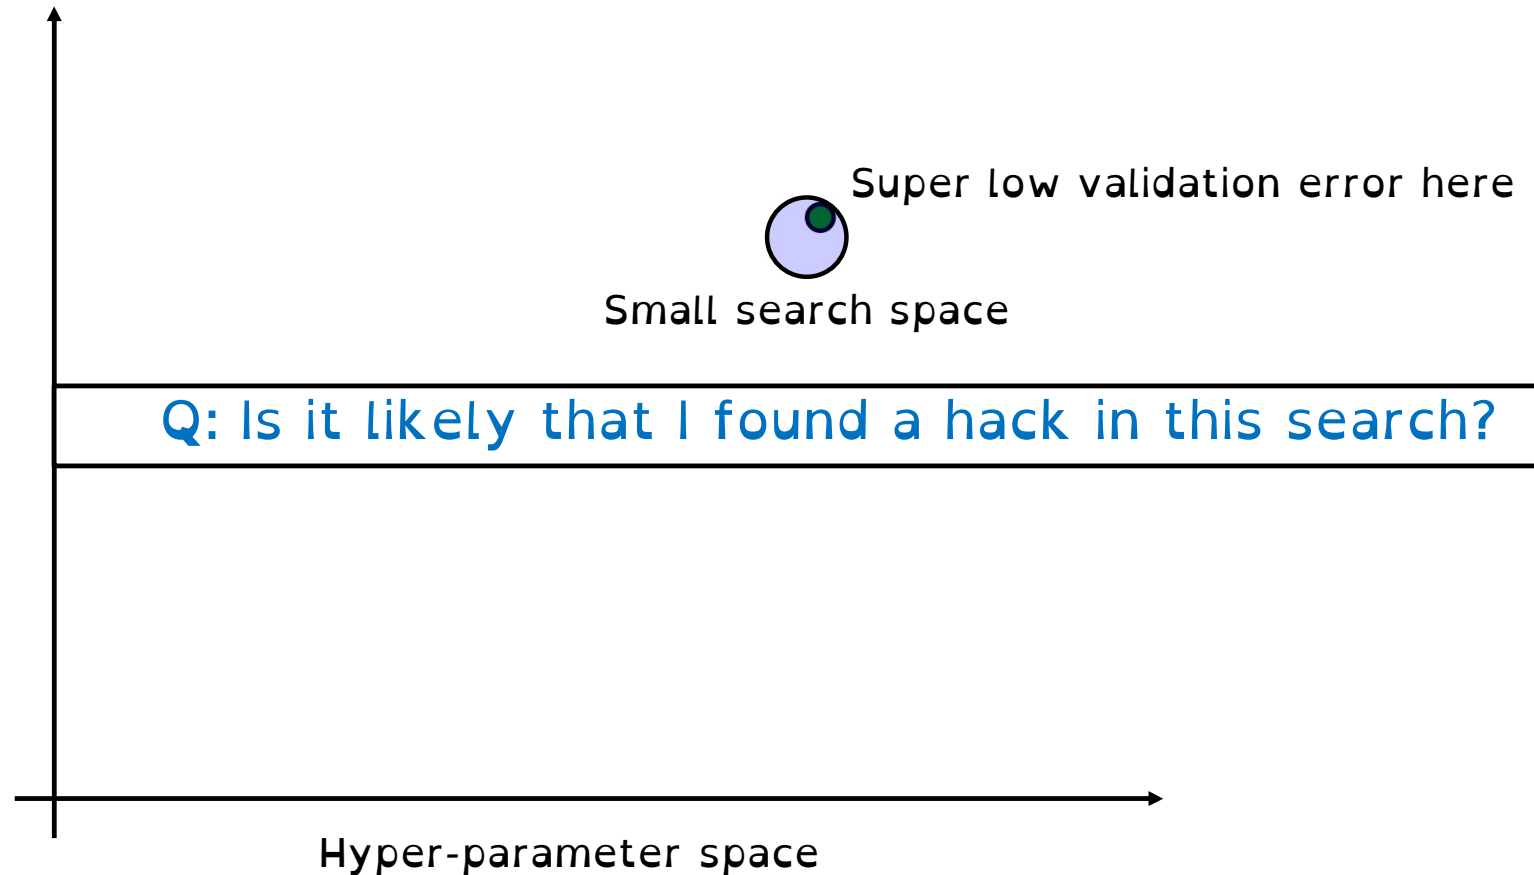 Super low validation error here
Small search space
Q: Is it likely that I found a hack in this search?
Hyper-parameter space